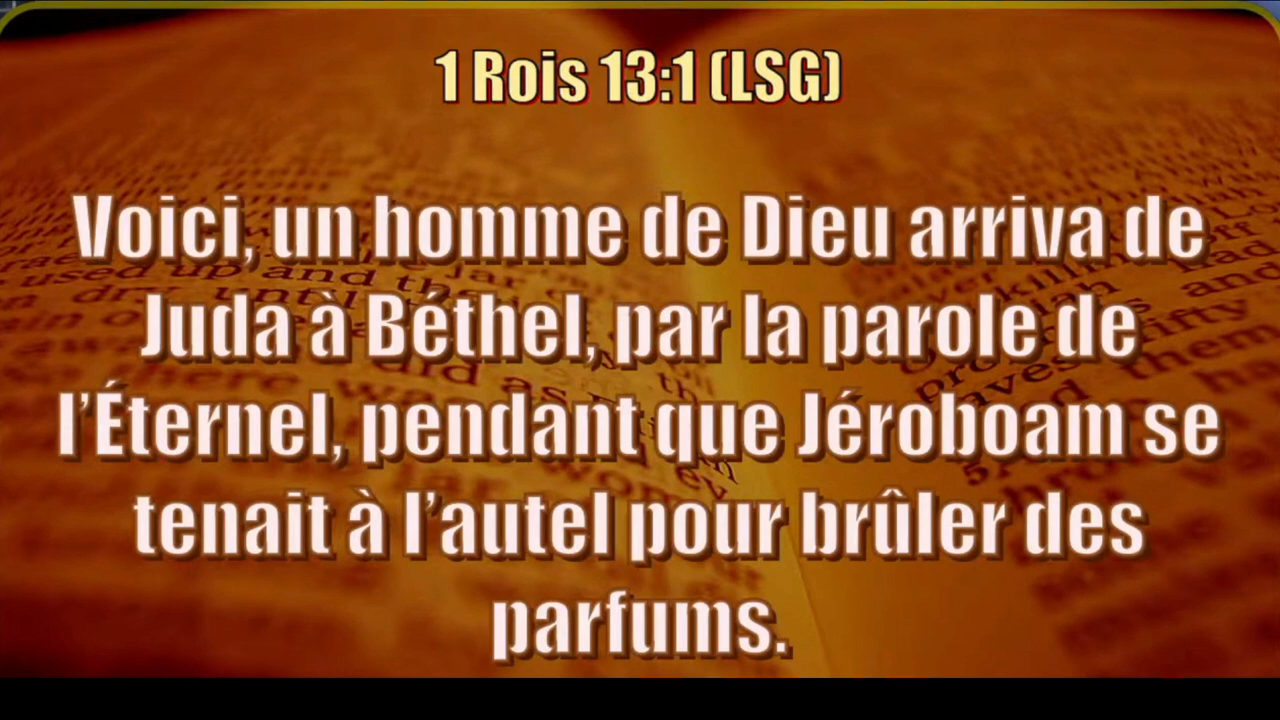 1 Rois 13:1 (LSG)
Voici, un homme de Dieu arriva de
Juda à Béthel, par la parole de
l’Éternel, pendant que Jéroboam se
tenait à l’autel pour brûler des
parfums.